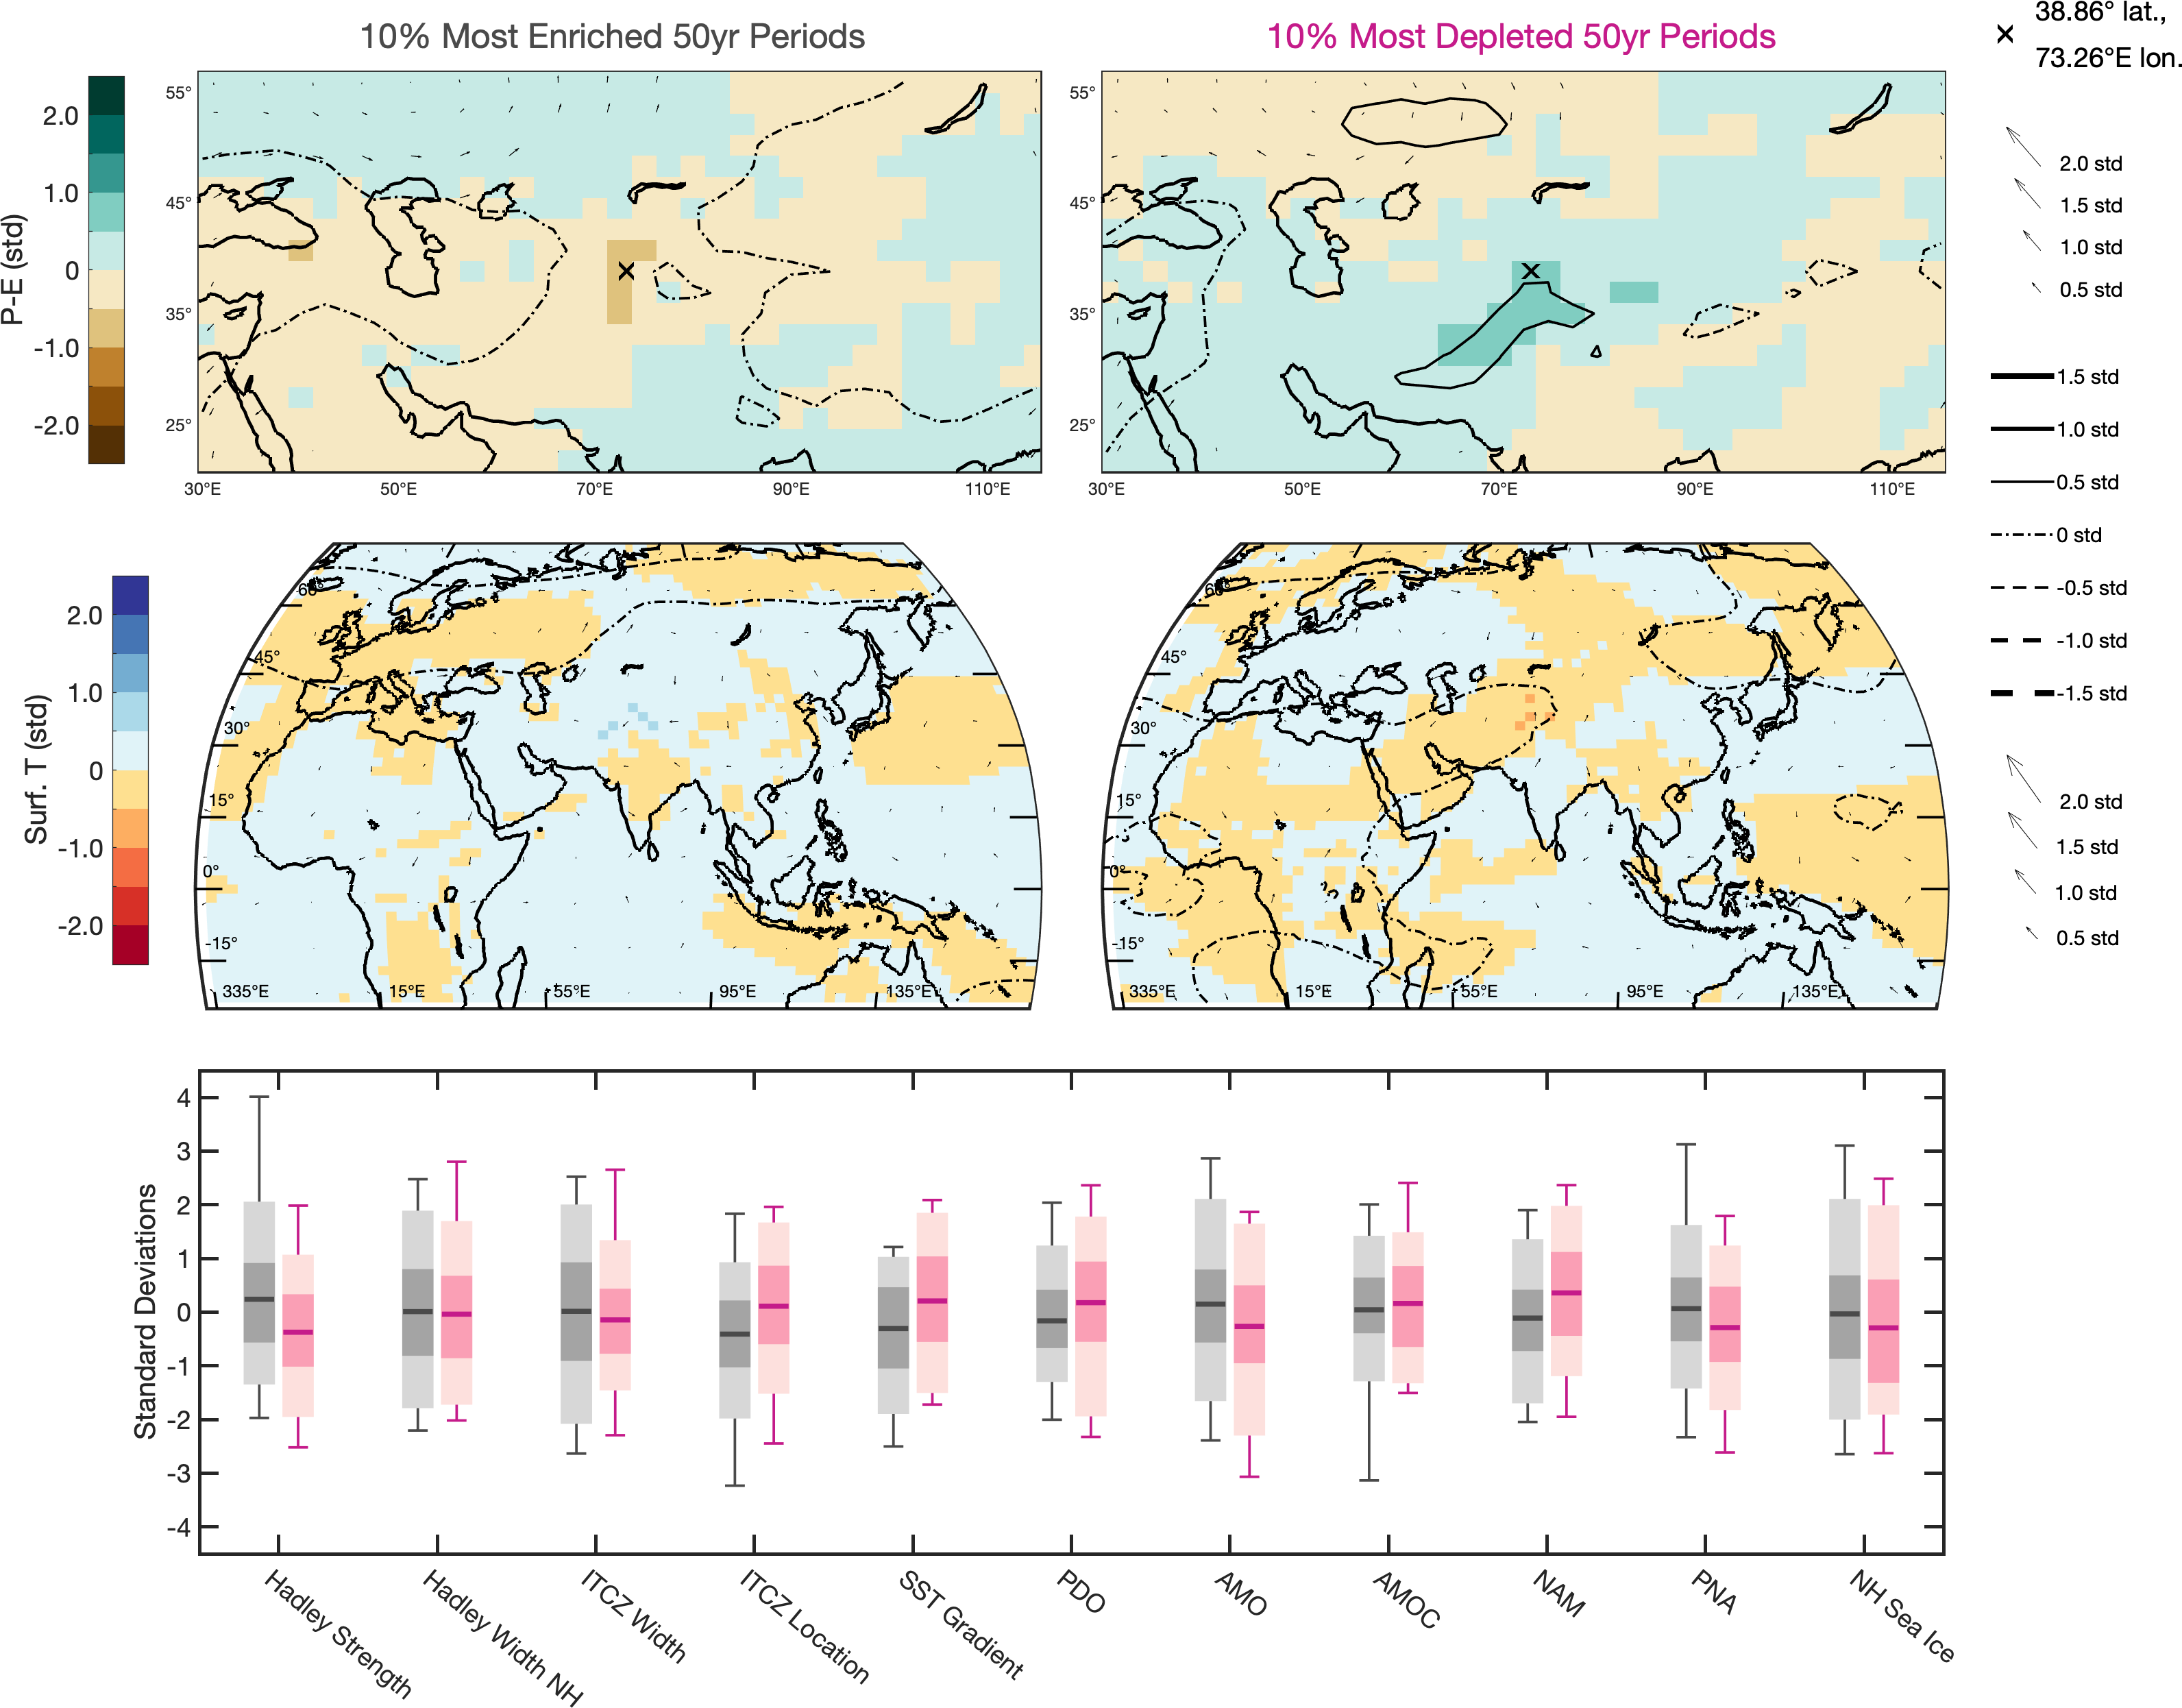 10% Most Enriched 50yr Periods
10% Most Depleted 50yr Periods
38.86° lat.,
73.26°E lon.
P-E (std)
2.0
1.0
0
-1.0
-2.0
55°
45°
35°
25°
30°E 50°E 70°E 90°E 110°E
55°
45°
35°
25°
30°E 50°E 70°E 90°E 110°E
2.0 std
1.5 std
1.0 std
0.5 std
1.5 std
1.0 std
0.5 std
0 std
-0.5 std
-1.0 std
-1.5 std
Surf. T (std)
2.0
1.0
0
-1.0
-2.0
60°
45°
30°
15°
0°
-15°
335°E 15°E 55°E 95°E 135°E
60°
45°
30°
15°
0°
-15°
335°E 15°E 55°E 95°E 135°E
2.0 std
1.5 std
1.0 std
0.5 std
Standard Deviations
4
3
2
1
0
-1
-2
-3
-4
Hadley Strength
Hadley Width NH
ITCZ Width
ITCZ Location
SST Gradient
PDO
AMO
AMOC
NAM
PNA
NH Sea Ice